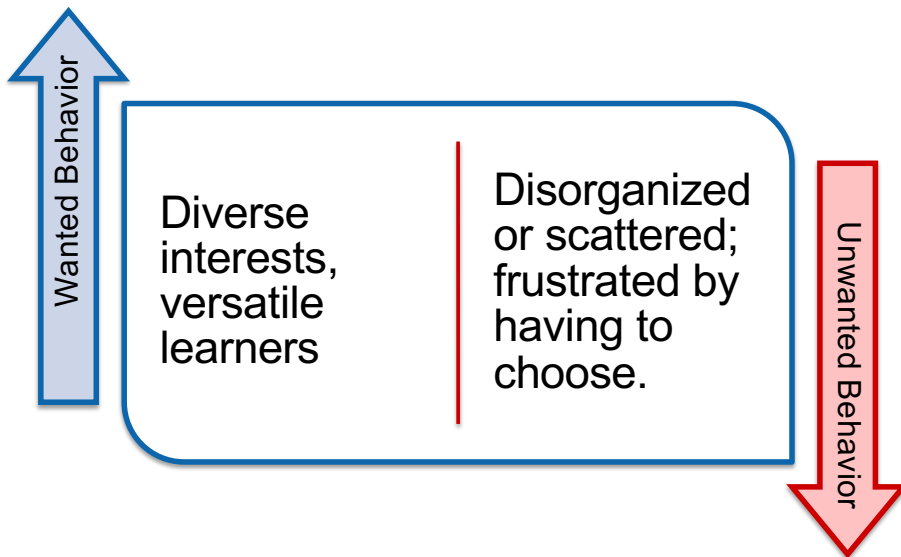 Wanted Behavior
Diverse
interests,
versatile
learners
Disorganized
or scattered;
frustrated by
having to
choose.
Unwanted Behavior